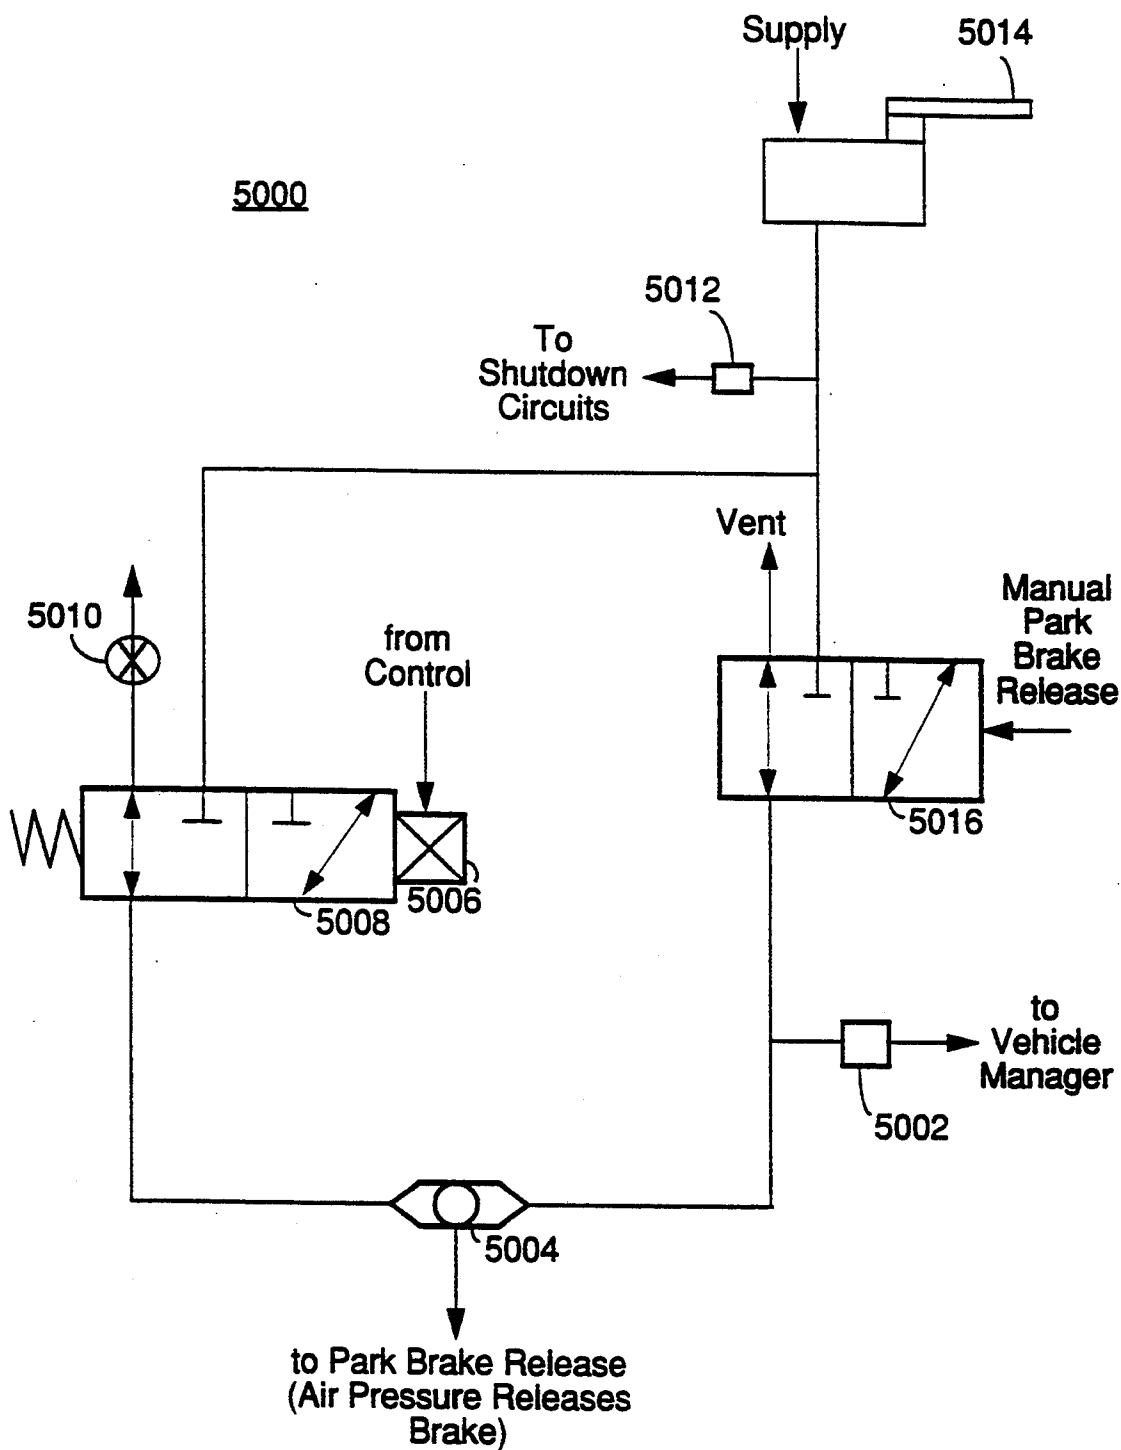 Supply
5014
5000
5012
To
Shutdown
Circuits
Vent
5010
from
Control
Manual
Park
Brake
Release
5016
5006
5008
to
Vehicle
Manager
5002
5004
to Park Brake Release
(Air Pressure Releases
Brake)